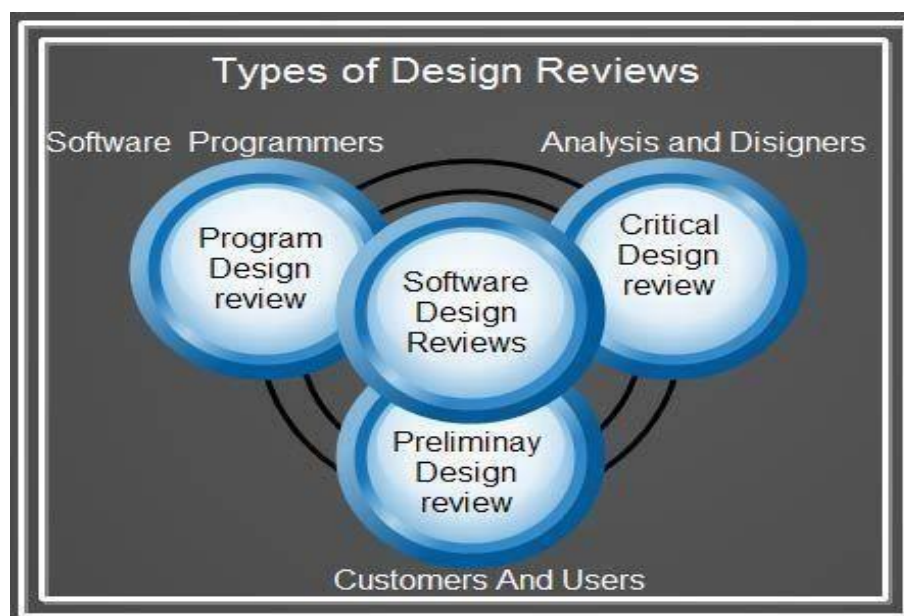 Types of Design Reviews
Software Programmers
Analysis and Disigners
Program
Design
review
Critical
Design
review
Software
Design
Reviews
Preliminay
Design
review
Customers And Users